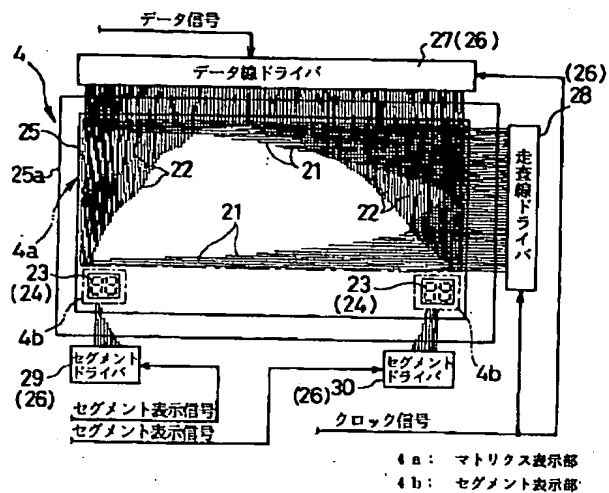 データ信号
27(26)
データ線ドライバ
4
(26)
28
25
25a
22
21
22
走査線ドライバ
4a
21
23
(24)
23
(24)
4b
4b
セグメント
ドライバ
セグメント
ドライバ
29
(26)
(26)30
セグメント表示信号
セグメント表示信号
クロック信号
4a： マトリクス表示部
4b： セグメント表示部